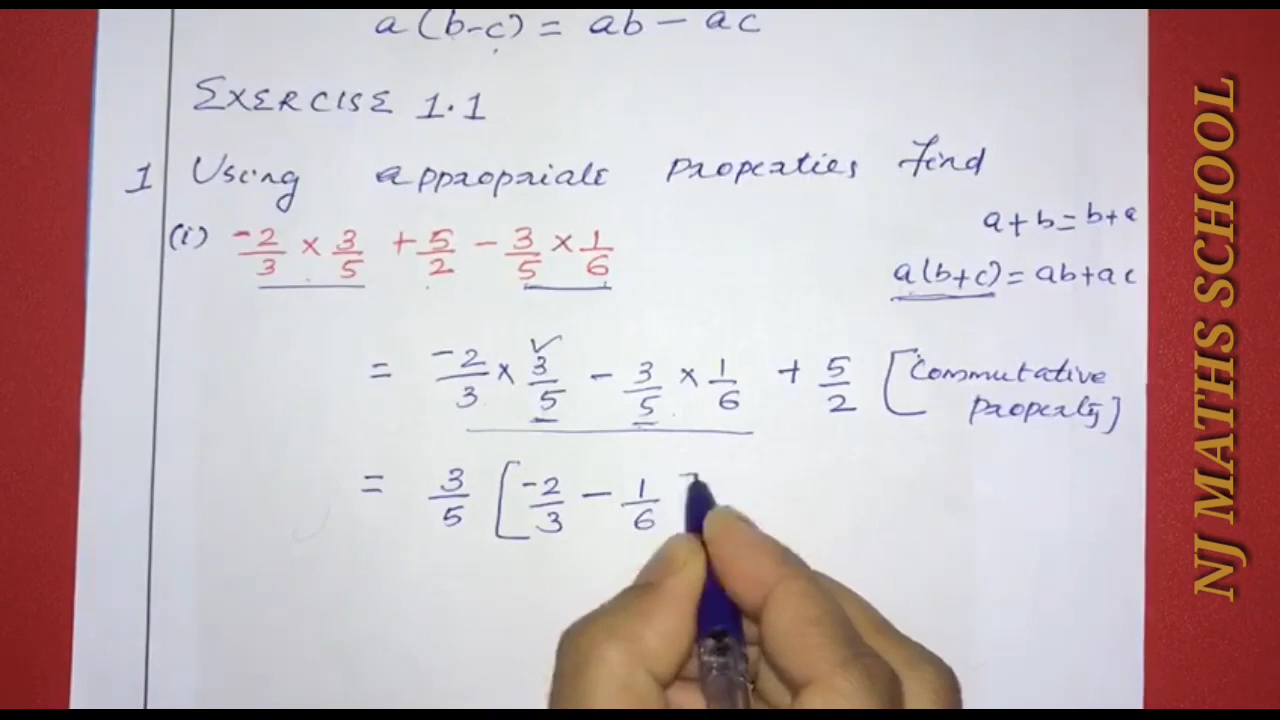 a(b-c) = ab - ac
EXERCISE 1.1
1 Using appropriate properties find
a+b=b+a
(i) -2/3 × 3/5 + 5/2 - 3/5 × 1/6
a(b+c) = ab+ac
= -2/3 × 3/5 - 3/5 × 1/6 + 5/2 [Commutative
property]
= 3/5 [-2/3 - 1/6
NJ MATHS SCHOOL